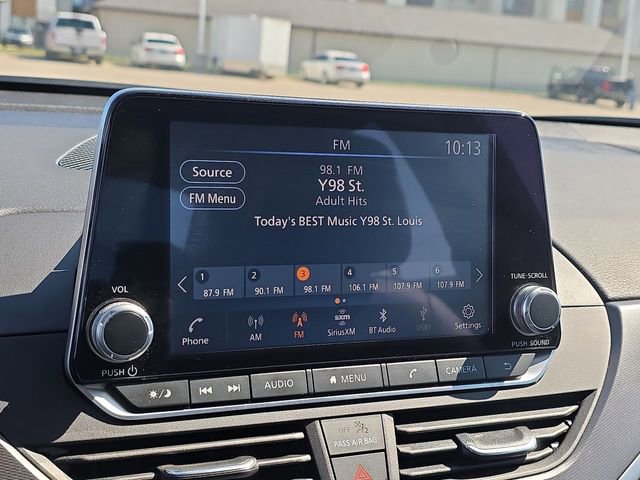 FM 10:13
Source
FM Menu
98.1 FM
Y98 St.
Adult Hits
Today's BEST Music Y98 St. Louis
1 2 3 4 5 6
87.9 FM 90.1 FM 98.1 FM 106.1 FM 107.9 FM 107.9 FM
Phone AM FM SiriusXM BT Audio USB Settings
sxm
VOL
PUSH
TUNE·SCROLL
PUSH SOUND
AUDIO MENU CAMERA
OFF
PASS AIR BAG